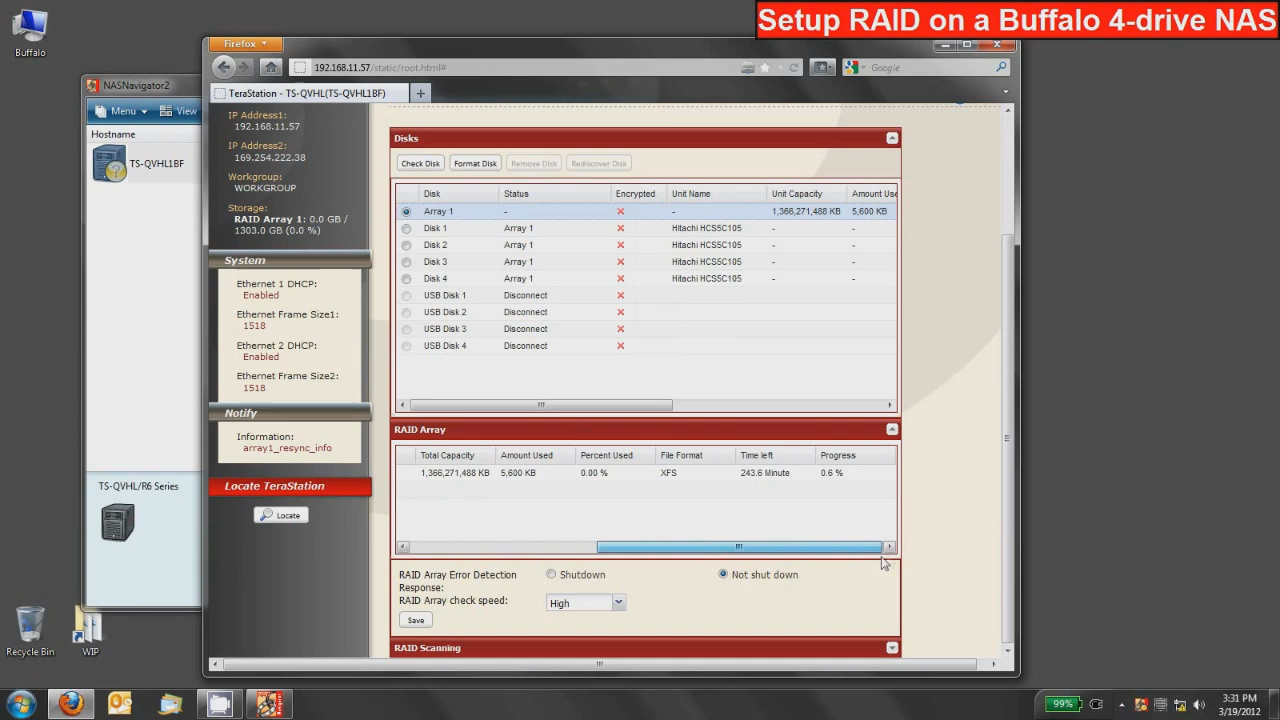 Setup RAID on a Buffalo 4-drive NAS
Buffalo
Firefox
192.168.11.57/static/root.html#
Google
NASNavigator2
TeraStation - TS-QVHL(TS-QVHL1BF)
Menu View
Hostname
TS-QVHL1BF
IP Address1:
192.168.11.57
IP Address2:
169.254.222.38
Workgroup:
WORKGROUP
Storage:
RAID Array 1: 0.0 GB /
1303.0 GB (0.0 %)
System
Ethernet 1 DHCP:
Enabled
Ethernet Frame Size1:
1518
Ethernet 2 DHCP:
Enabled
Ethernet Frame Size2:
1518
Notify
Information:
array1_resync_info
Locate TeraStation
Locate
TS-QVHL/R6 Series
Disks
Check Disk Format Disk Remove Disk Rediscover Disk
Disk Status Encrypted Unit Name Unit Capacity Amount Use
Array 1 - - 1,366,271,488 KB 5,600 KB
Disk 1 Array 1 Hitachi HCS5C105 - -
Disk 2 Array 1 Hitachi HCS5C105 - -
Disk 3 Array 1 Hitachi HCS5C105 - -
Disk 4 Array 1 Hitachi HCS5C105 - -
USB Disk 1 Disconnect
USB Disk 2 Disconnect
USB Disk 3 Disconnect
USB Disk 4 Disconnect
RAID Array
Total Capacity Amount Used Percent Used File Format Time left Progress
1,366,271,488 KB 5,600 KB 0.00 % XFS 243.6 Minute 0.6 %
RAID Array Error Detection Shutdown Not shut down
Response:
RAID Array check speed: High
Save
RAID Scanning
Recycle Bin
WIP
99%
3:31 PM
3/19/2012